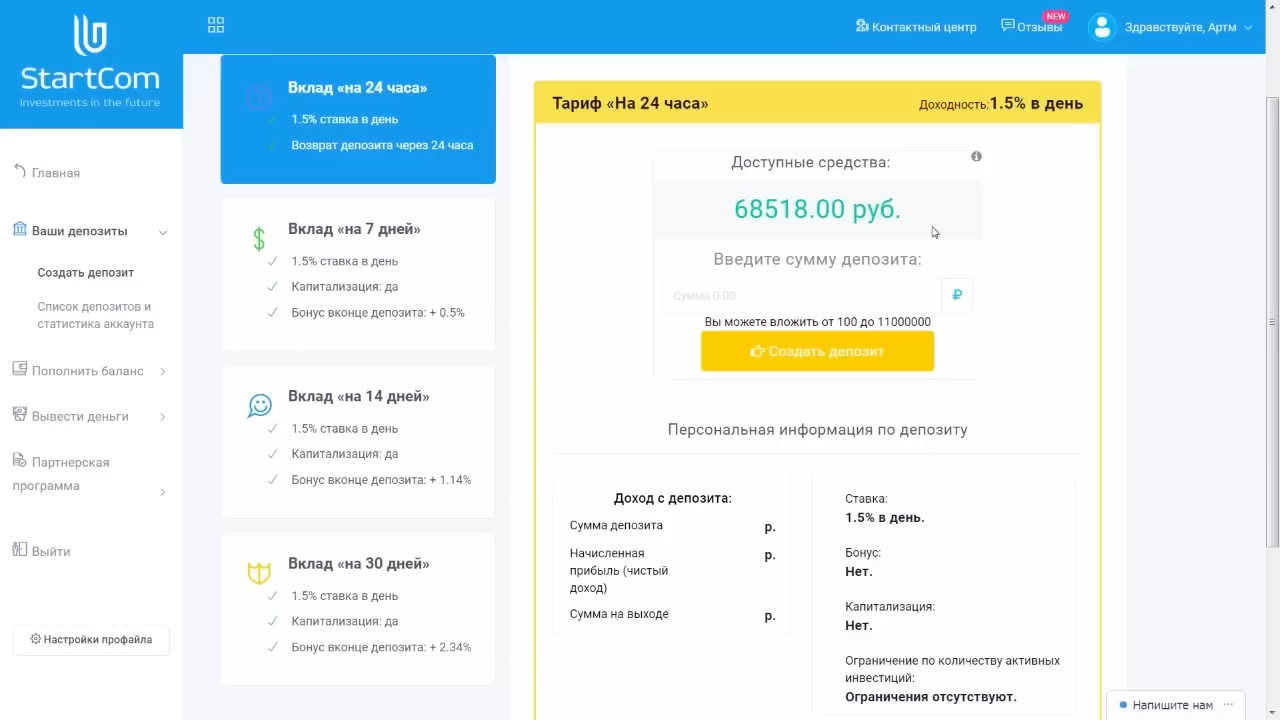 StartCom
Investments in the future
Контактный центр
Отзывы
NEW
Здравствуйте, Артм
Главная
Ваши депозиты
Создать депозит
Список депозитов и
статистика аккаунта
Пополнить баланс
Вывести деньги
Партнерская
программа
Выйти
Настройки профайла
Вклад «на 24 часа»
1.5% ставка в день
Возврат депозита через 24 часа
Вклад «на 7 дней»
1.5% ставка в день
Капитализация: да
Бонус вконце депозита: + 0.5%
Вклад «на 14 дней»
1.5% ставка в день
Капитализация: да
Бонус вконце депозита: + 1.14%
Вклад «на 30 дней»
1.5% ставка в день
Капитализация: да
Бонус вконце депозита: + 2.34%
Тариф «На 24 часа»
Доходность:1.5% в день
Доступные средства:
68518.00 руб.
Введите сумму депозита:
Сумма 0.00
₽
Вы можете вложить от 100 до 11000000
Создать депозит
Персональная информация по депозиту
Доход с депозита:
Сумма депозита р.
Начисленная р.
прибыль (чистый
доход)
Сумма на выходе р.
Ставка:
1.5% в день.
Бонус:
Нет.
Капитализация:
Нет.
Ограничение по количеству активных
инвестиций:
Ограничения отсутствуют.
Напишите нам